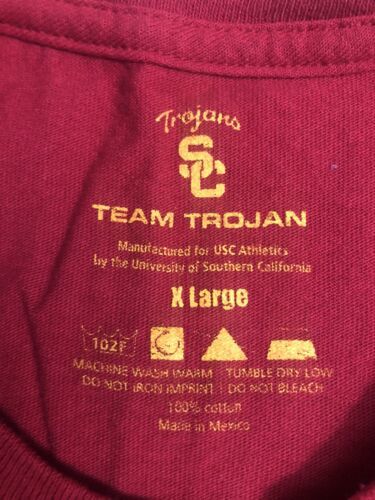 Trojans
SC
TEAM TROJAN
Manufactured for USC Athletics
by the University of Southern California
X Large
102F
MACHINE WASH WARM TUMBLE DRY LOW
DO NOT IRON IMPRINT | DO NOT BLEACH
100% cotton
Made in Mexico